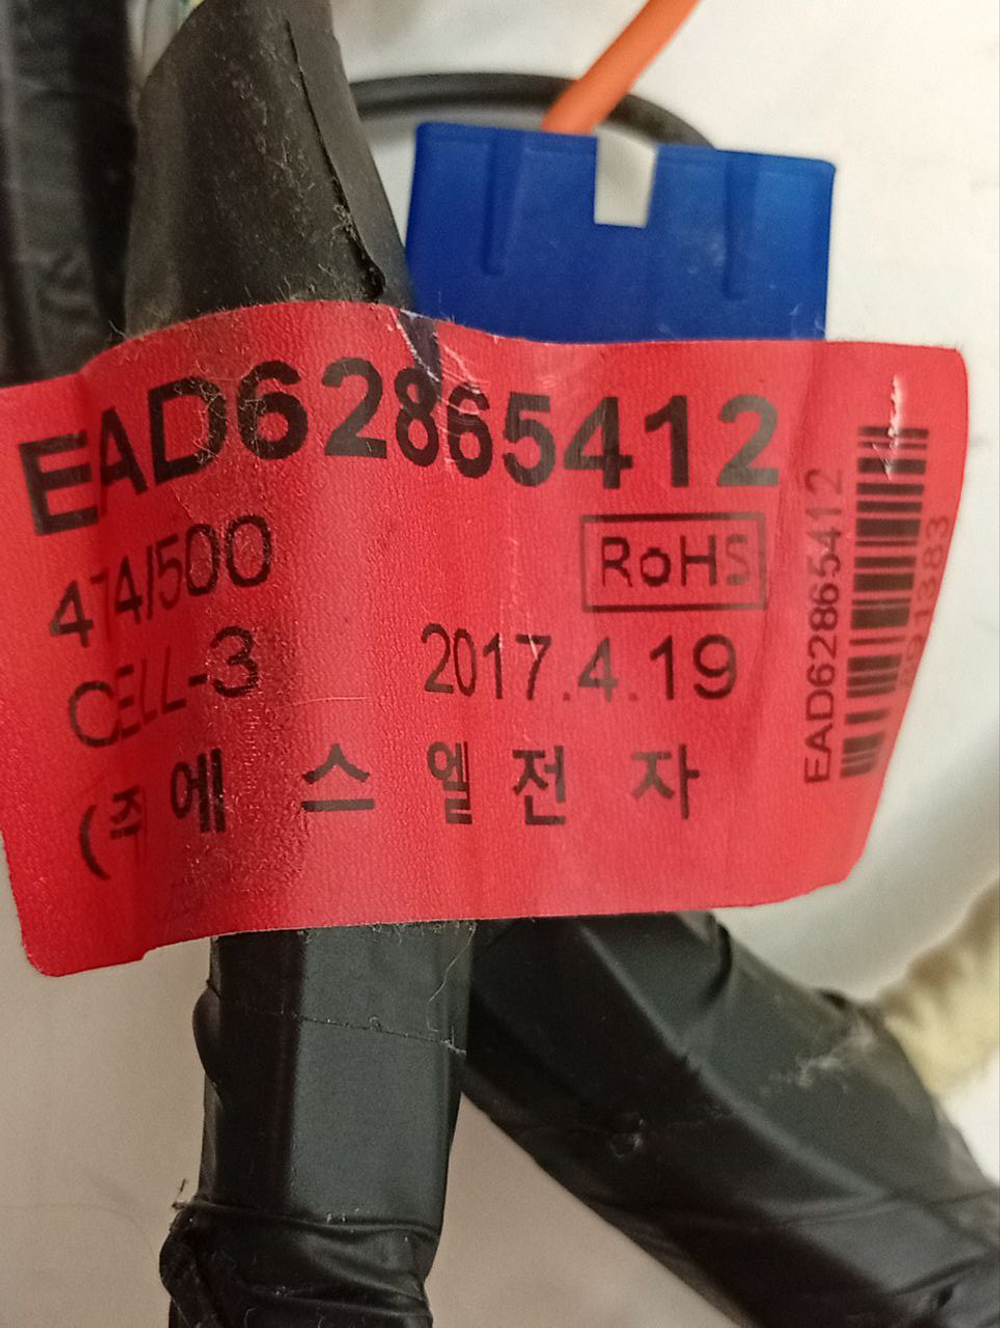 EAD62865412
474/500
RoHS
CELL-3
2017.4.19
(주 에 스 엘 전 자
EAD62865412